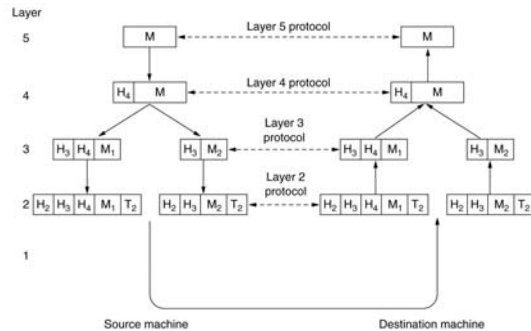 Layer
5 M Layer 5 protocol M
4 H4 M Layer 4 protocol H4 M
Layer 3
protocol
3 H3 H4 M1 H3 M2 H3 H4 M1 H3 M2
Layer 2
protocol
2 H2 H3 H4 M1 T2 H2 H3 M2 T2 H2 H3 H4 M1 T2 H2 H3 M2 T2
1
Source machine Destination machine